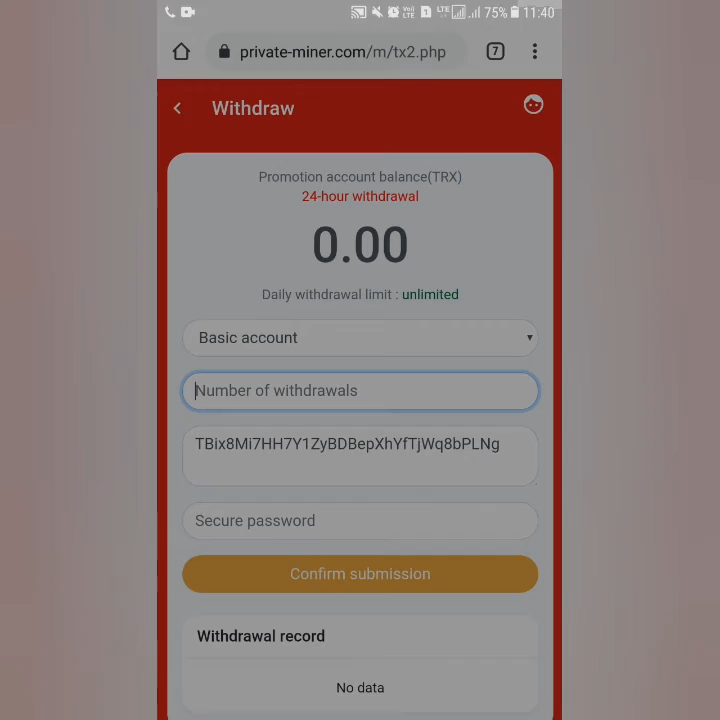 75% 11:40
private-miner.com/m/tx2.php 7
Withdraw
Promotion account balance(TRX)
24-hour withdrawal
0.00
Daily withdrawal limit : unlimited
Basic account
Number of withdrawals
TBix8Mi7HH7Y1ZyBDBepXhYfTjWq8bPLNg
Secure password
Confirm submission
Withdrawal record
No data